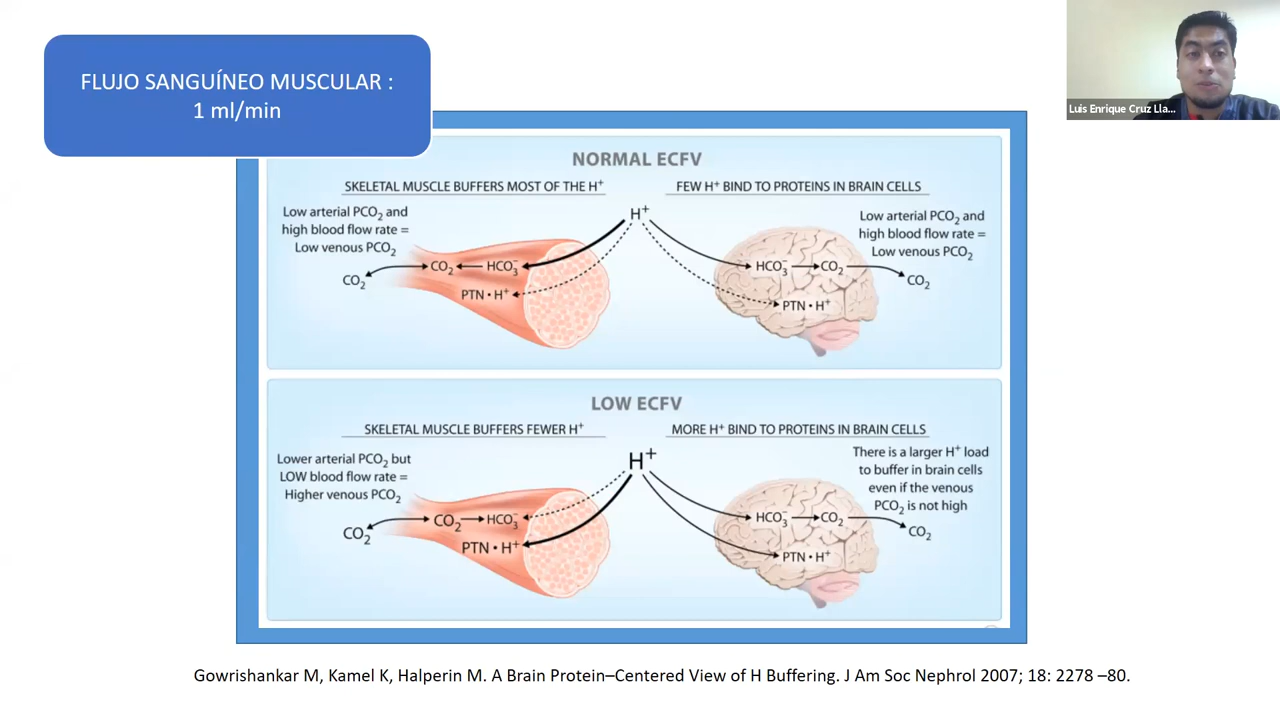 FLUJO SANGUÍNEO MUSCULAR :
1 ml/min
Luis Enrique Cruz Lla...
NORMAL ECFV
SKELETAL MUSCLE BUFFERS MOST OF THE H⁺
FEW H⁺ BIND TO PROTEINS IN BRAIN CELLS
Low arterial PCO₂ and
high blood flow rate =
Low venous PCO₂
H⁺
Low arterial PCO₂ and
high blood flow rate =
Low venous PCO₂
CO₂
CO₂
HCO₃⁻
PTN • H⁺
HCO₃⁻
CO₂
PTN • H⁺
CO₂
LOW ECFV
SKELETAL MUSCLE BUFFERS FEWER H⁺
MORE H⁺ BIND TO PROTEINS IN BRAIN CELLS
Lower arterial PCO₂ but
LOW blood flow rate =
Higher venous PCO₂
H⁺
There is a larger H⁺ load
to buffer in brain cells
even if the venous
PCO₂ is not high
CO₂
CO₂
HCO₃⁻
PTN • H⁺
HCO₃⁻
CO₂
PTN • H⁺
CO₂
Gowrishankar M, Kamel K, Halperin M. A Brain Protein–Centered View of H Buffering. J Am Soc Nephrol 2007; 18: 2278 –80.